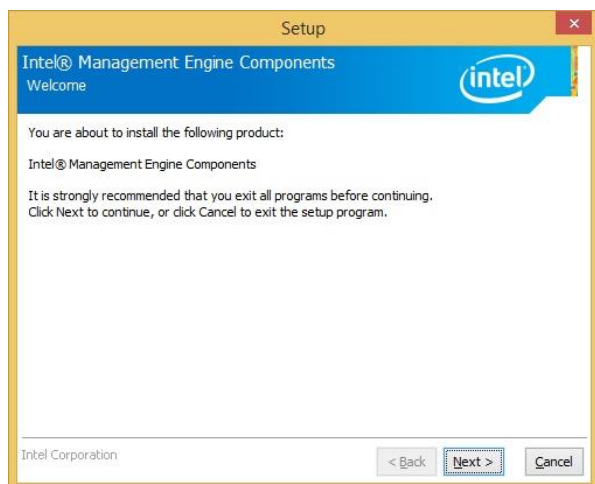 Setup
Intel® Management Engine Components
Welcome
intel
You are about to install the following product:
Intel® Management Engine Components
It is strongly recommended that you exit all programs before continuing.
Click Next to continue, or click Cancel to exit the setup program.
Intel Corporation
< Back Next > Cancel